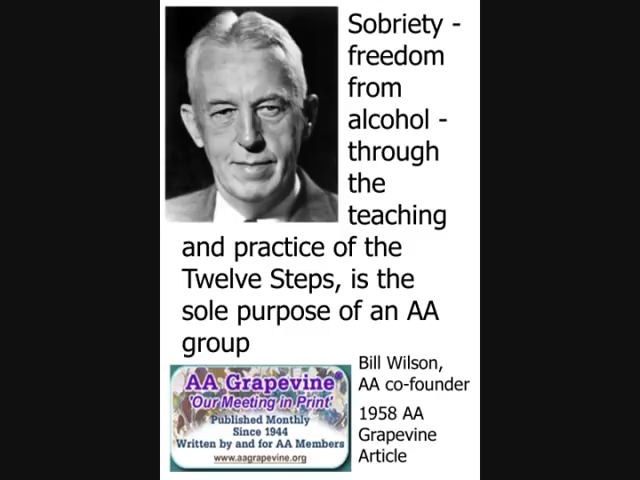 Sobriety -
freedom
from
alcohol -
through
the
teaching
and practice of the
Twelve Steps, is the
sole purpose of an AA
group
Bill Wilson,
AA co-founder
1958 AA
Grapevine
Article
AA Grapevine®
'Our Meeting in Print'
Published Monthly
Since 1944
Written by and for AA Members
www.aagrapevine.org